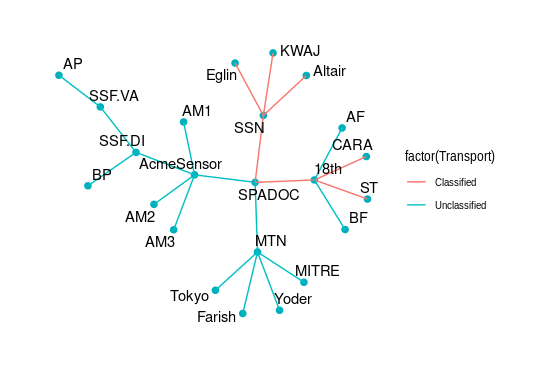 KWAJ
AP
Altair
Eglin
SSF.VA
AM1
AF
SSN
SSF.DI
CARA
factor(Transport)
AcmeSensor
18th
BP
Classified
ST
SPADOC
Unclassified
AM2
BF
AM3
MTN
MITRE
Tokyo
Yoder
Farish